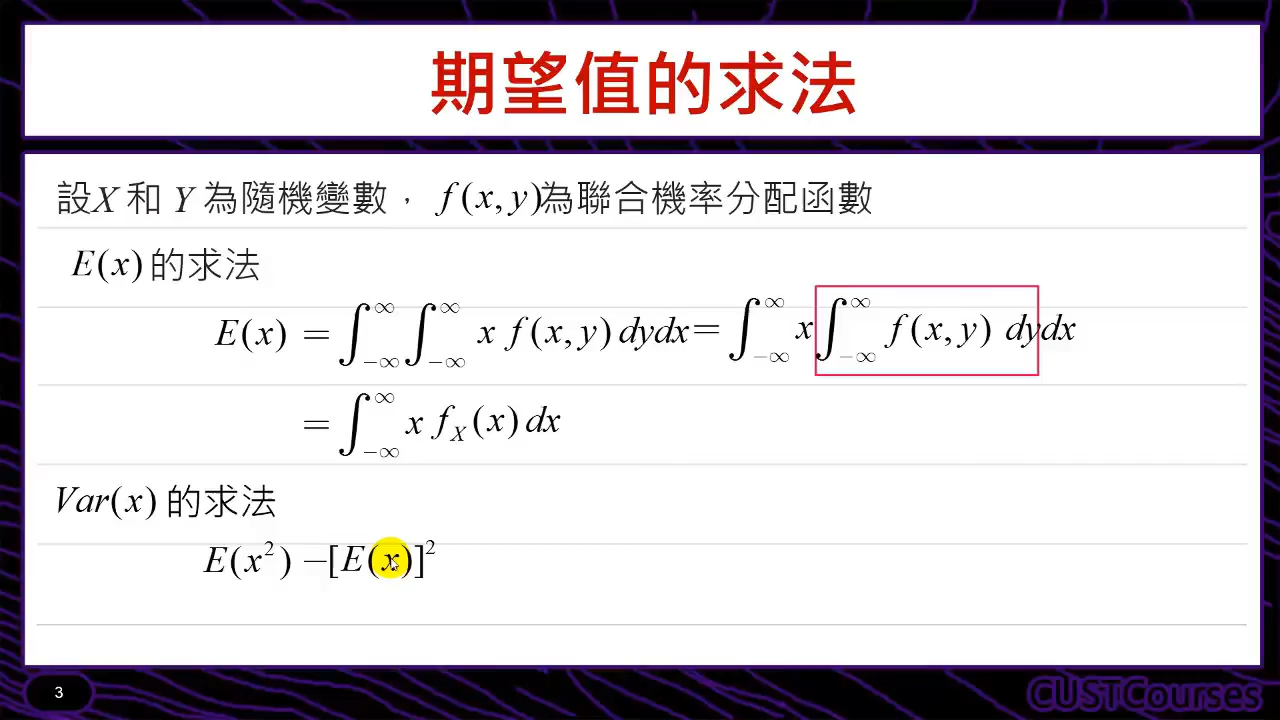 期望值的求法
設X 和 Y 為隨機變數， f(x, y)為聯合機率分配函數
E(x) 的求法
E(x) = ∫_{−∞}^{∞} ∫_{−∞}^{∞} x f(x, y) dydx = ∫_{−∞}^{∞} x ∫_{−∞}^{∞} f(x, y) dydx
= ∫_{−∞}^{∞} x f_X(x) dx
Var(x) 的求法
E(x²) −[E(x)]²
3
CUSTCourses